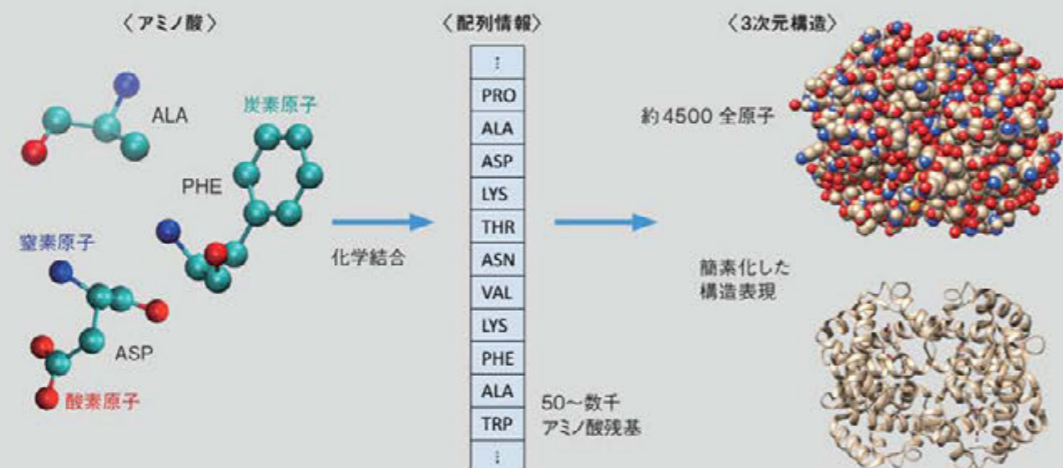 〈アミノ酸〉
ALA
炭素原子
PHE
窒素原子
ASP
酸素原子
化学結合
〈配列情報〉
⋮
PRO
ALA
ASP
LYS
THR
ASN
VAL
LYS
PHE
ALA
TRP
⋮
50〜数千
アミノ酸残基
〈3次元構造〉
約4500 全原子
簡素化した
構造表現